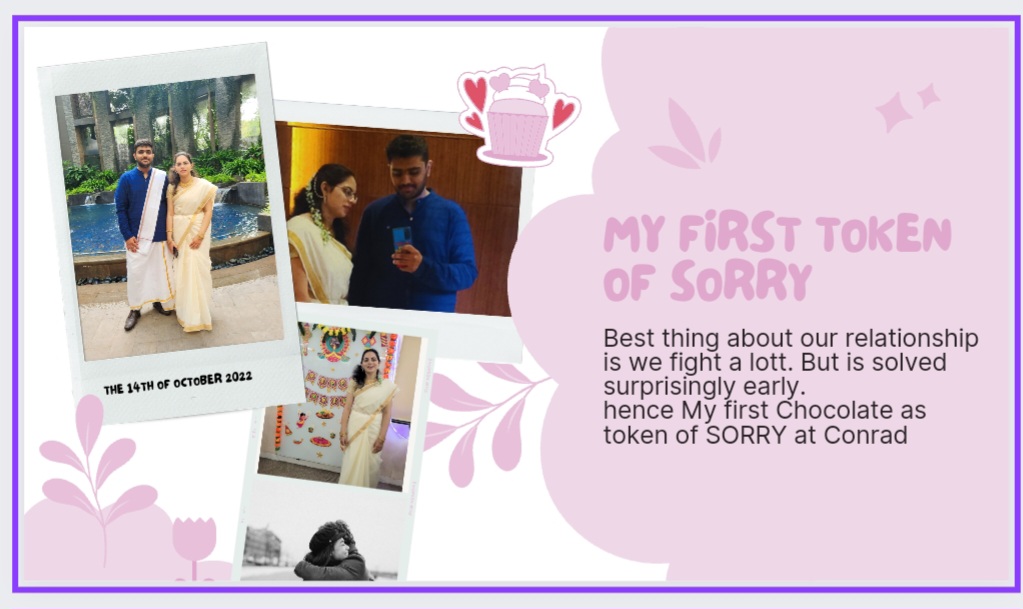 THE 14TH OF OCTOBER 2022
MY FIRST TOKEN
OF SORRY
Best thing about our relationship
is we fight a lott. But is solved
surprisingly early.
hence My first Chocolate as
token of SORRY at Conrad